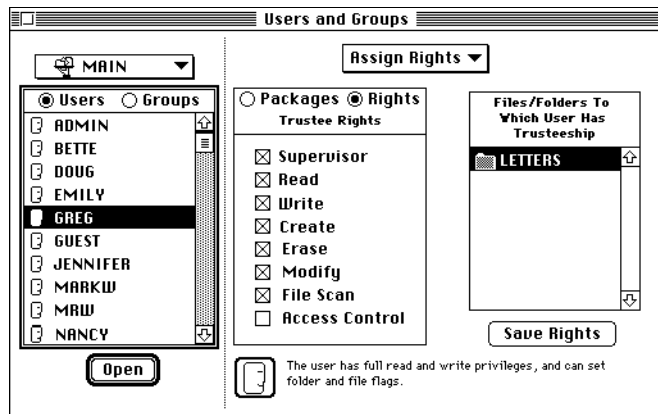 Users and Groups
MAIN
Assign Rights
Users Groups
ADMIN
BETTE
DOUG
EMILY
GREG
GUEST
JENNIFER
MARKW
MRW
NANCY
Open
Packages Rights
Trustee Rights
Supervisor
Read
Write
Create
Erase
Modify
File Scan
Access Control
Files/Folders To
Which User Has
Trusteeship
LETTERS
Save Rights
The user has full read and write privileges, and can set
folder and file flags.